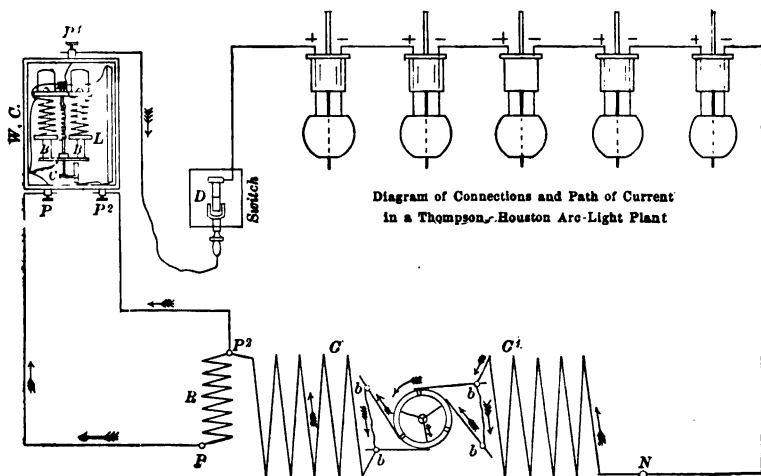 P¹
+ - + - + - + - + -
W. C.
L
B B
C
P P²
D
Switch
Diagram of Connections and Path of Current
in a Thompson-Houston Arc-Light Plant
P²
C
C¹
R
b
b
b
b
P
N